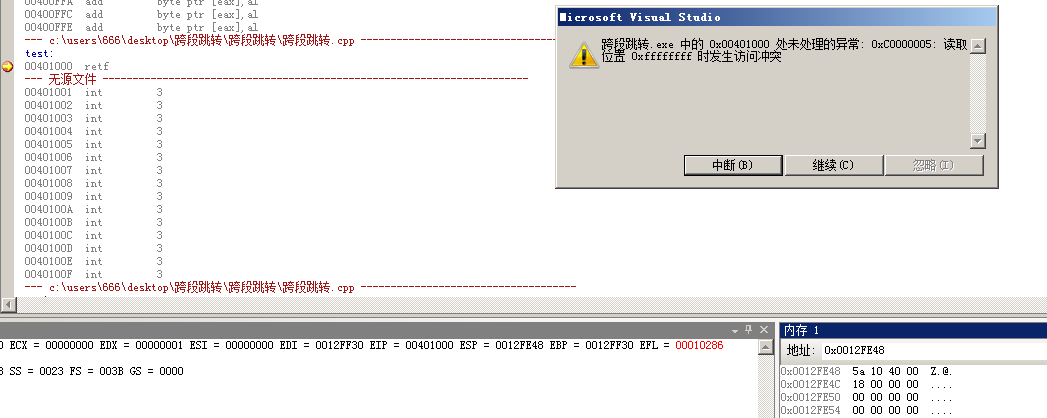 00400FFA  add         byte ptr [eax],al
00400FFC  add         byte ptr [eax],al
00400FFE  add         byte ptr [eax],al
--- c:\users\666\desktop\跨段跳转\跨段跳转\跨段跳转.cpp
test:
00401000  retf
--- 无源文件
00401001  int         3
00401002  int         3
00401003  int         3
00401004  int         3
00401005  int         3
00401006  int         3
00401007  int         3
00401008  int         3
00401009  int         3
0040100A  int         3
0040100B  int         3
0040100C  int         3
0040100D  int         3
0040100E  int         3
0040100F  int         3
--- c:\users\666\desktop\跨段跳转\跨段跳转\跨段跳转.cpp
Microsoft Visual Studio
跨段跳转.exe 中的 0x00401000 处未处理的异常: 0xC0000005: 读取
位置 0xffffffff 时发生访问冲突
中断(B)
继续(C)
忽略(I)
0 ECX = 00000000 EDX = 00000001 ESI = 00000000 EDI = 0012FF30 EIP = 00401000 ESP = 0012FE48 EBP = 0012FF30 EFL = 00010286
SS = 0023 FS = 003B GS = 0000
内存 1
地址: 0x0012FE48
0x0012FE48  5a 10 40 00  Z.@.
0x0012FE4C  18 00 00 00  ....
0x0012FE50  00 00 00 00  ....
0x0012FE54  00 00 00 00  ....